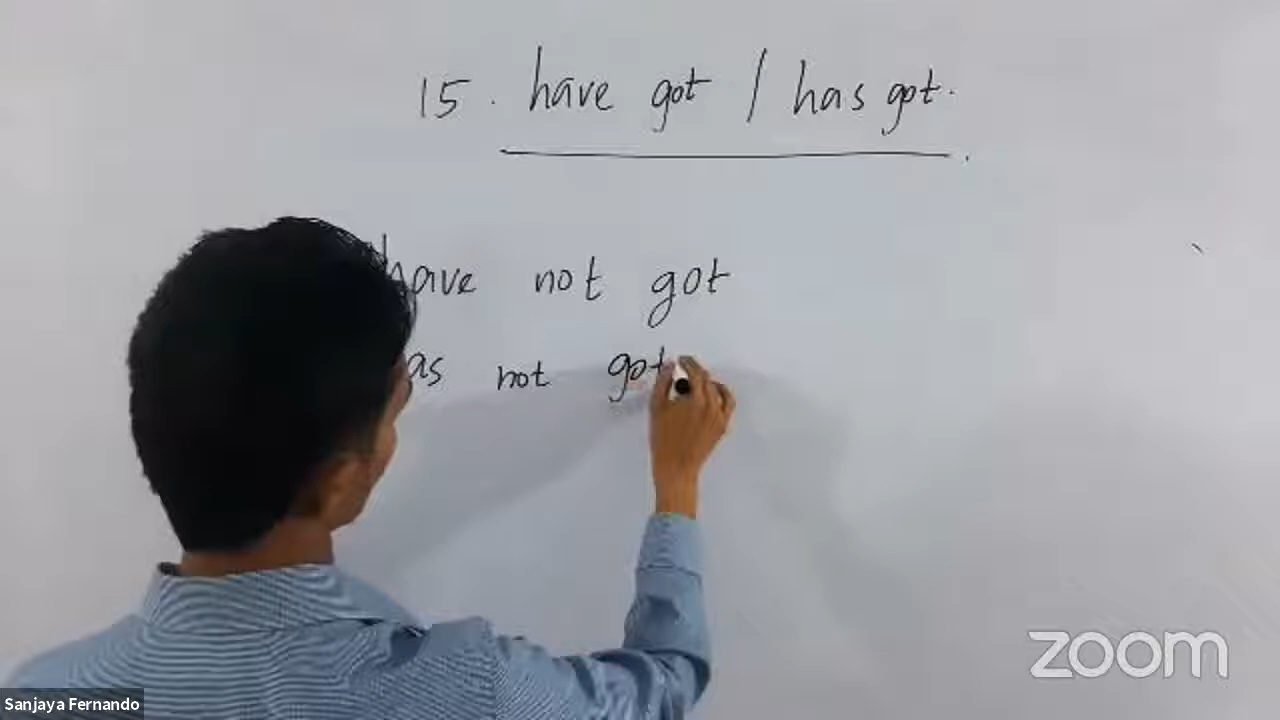 15. have got / has got.
have not got
as not got
zoom
Sanjaya Fernando